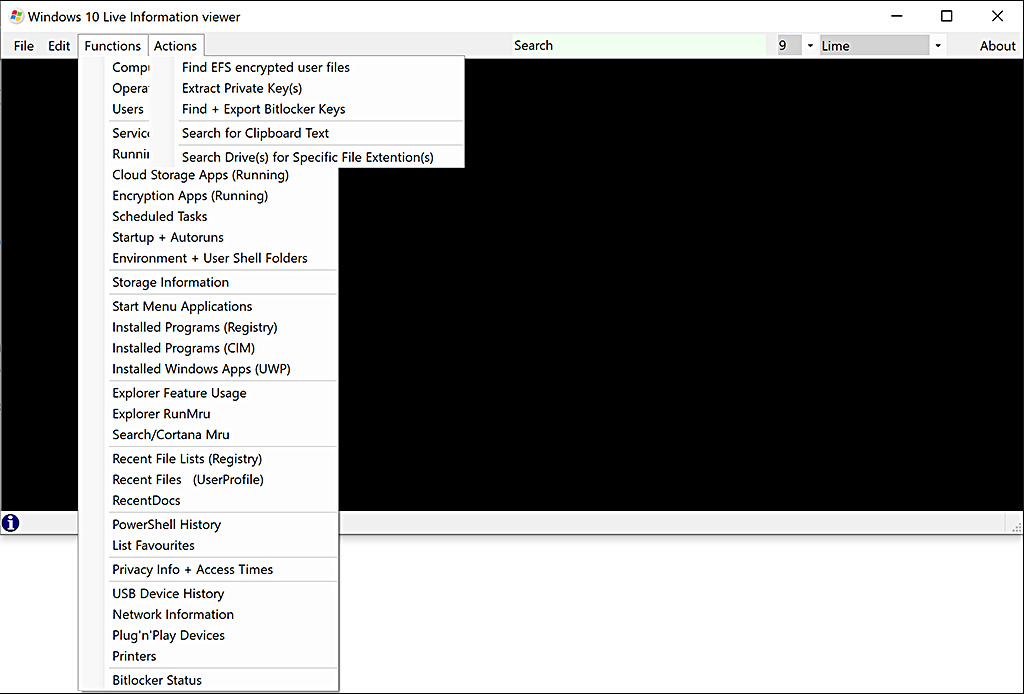 Windows 10 Live Information viewer
File Edit Functions Actions Search 9 Lime About
Find EFS encrypted user files
Extract Private Key(s)
Users Find + Export Bitlocker Keys
Search for Clipboard Text
Search Drive(s) for Specific File Extention(s)
Cloud Storage Apps (Running)
Encryption Apps (Running)
Scheduled Tasks
Startup + Autoruns
Environment + User Shell Folders
Storage Information
Start Menu Applications
Installed Programs (Registry)
Installed Programs (CIM)
Installed Windows Apps (UWP)
Explorer Feature Usage
Explorer RunMru
Search/Cortana Mru
Recent File Lists (Registry)
Recent Files (UserProfile)
RecentDocs
PowerShell History
List Favourites
Privacy Info + Access Times
USB Device History
Network Information
Plug'n'Play Devices
Printers
Bitlocker Status